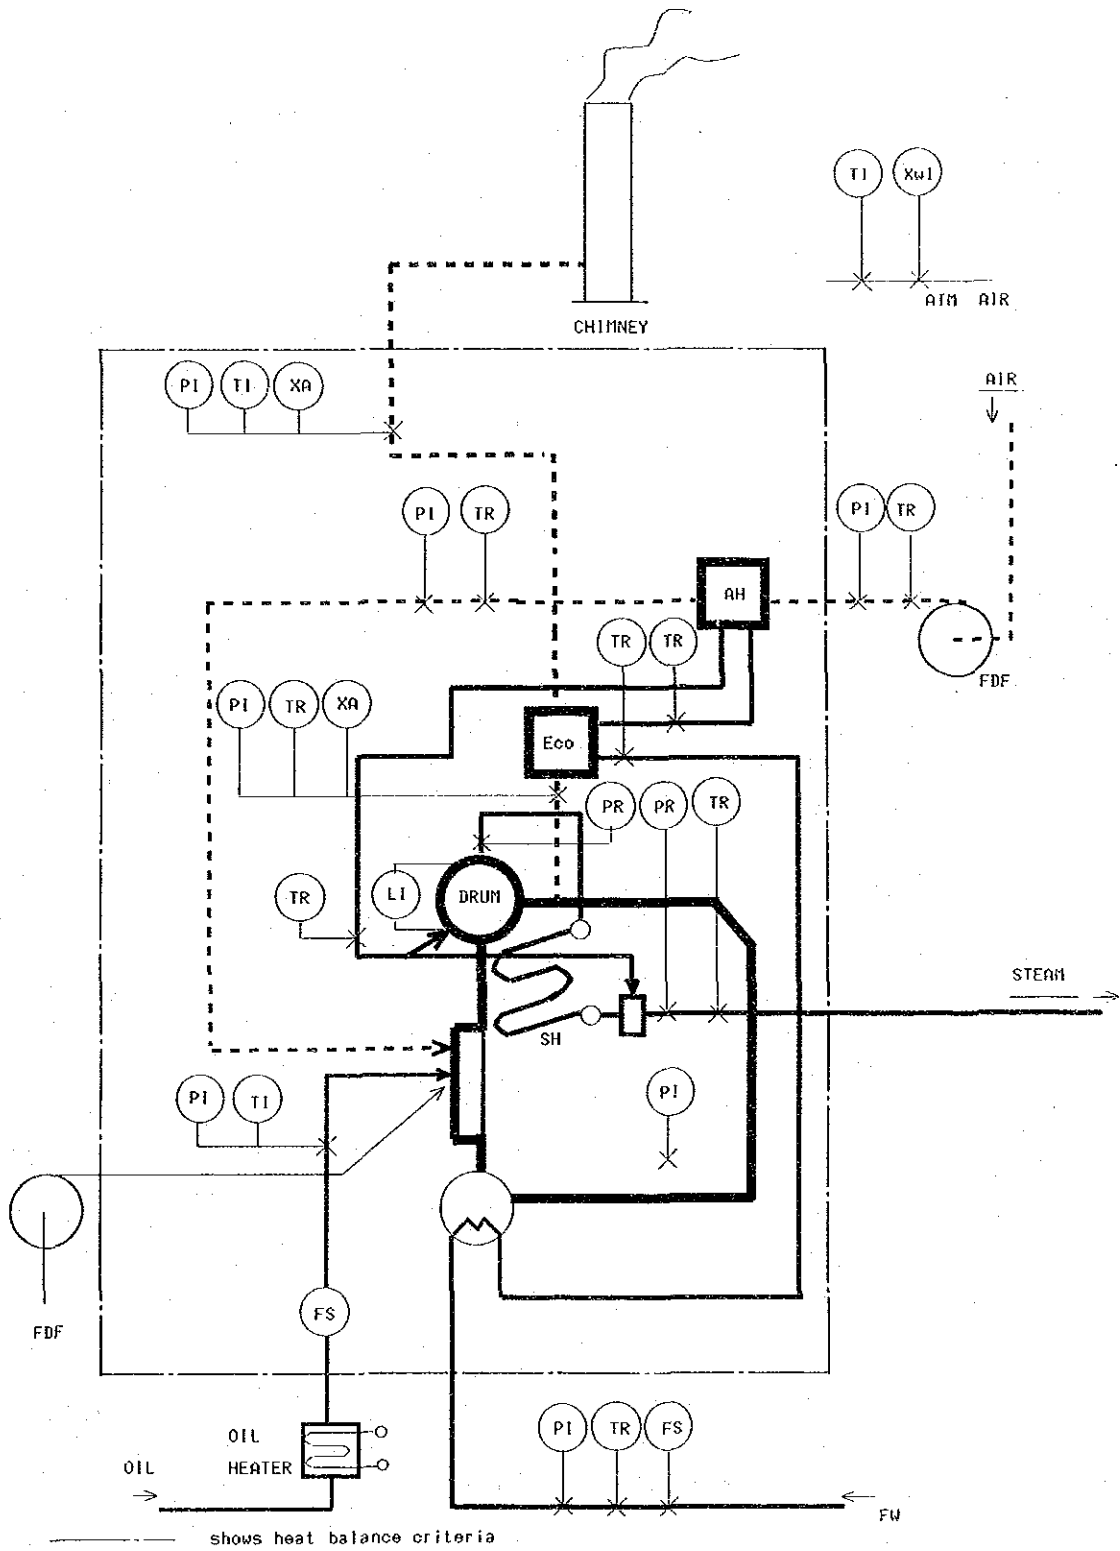 TI XwI
ATM AIR
CHIMNEY
PI TI XA
AIR
PI TR
PI TR
AH
TR TR
FDF
PI TR XA
Eco
PR PR TR
TR
LI
DRUM
STEAM
SH
PI TI
PI
FS
FDF
PI TR FS
OIL
HEATER
OIL
FW
shows heat balance criteria